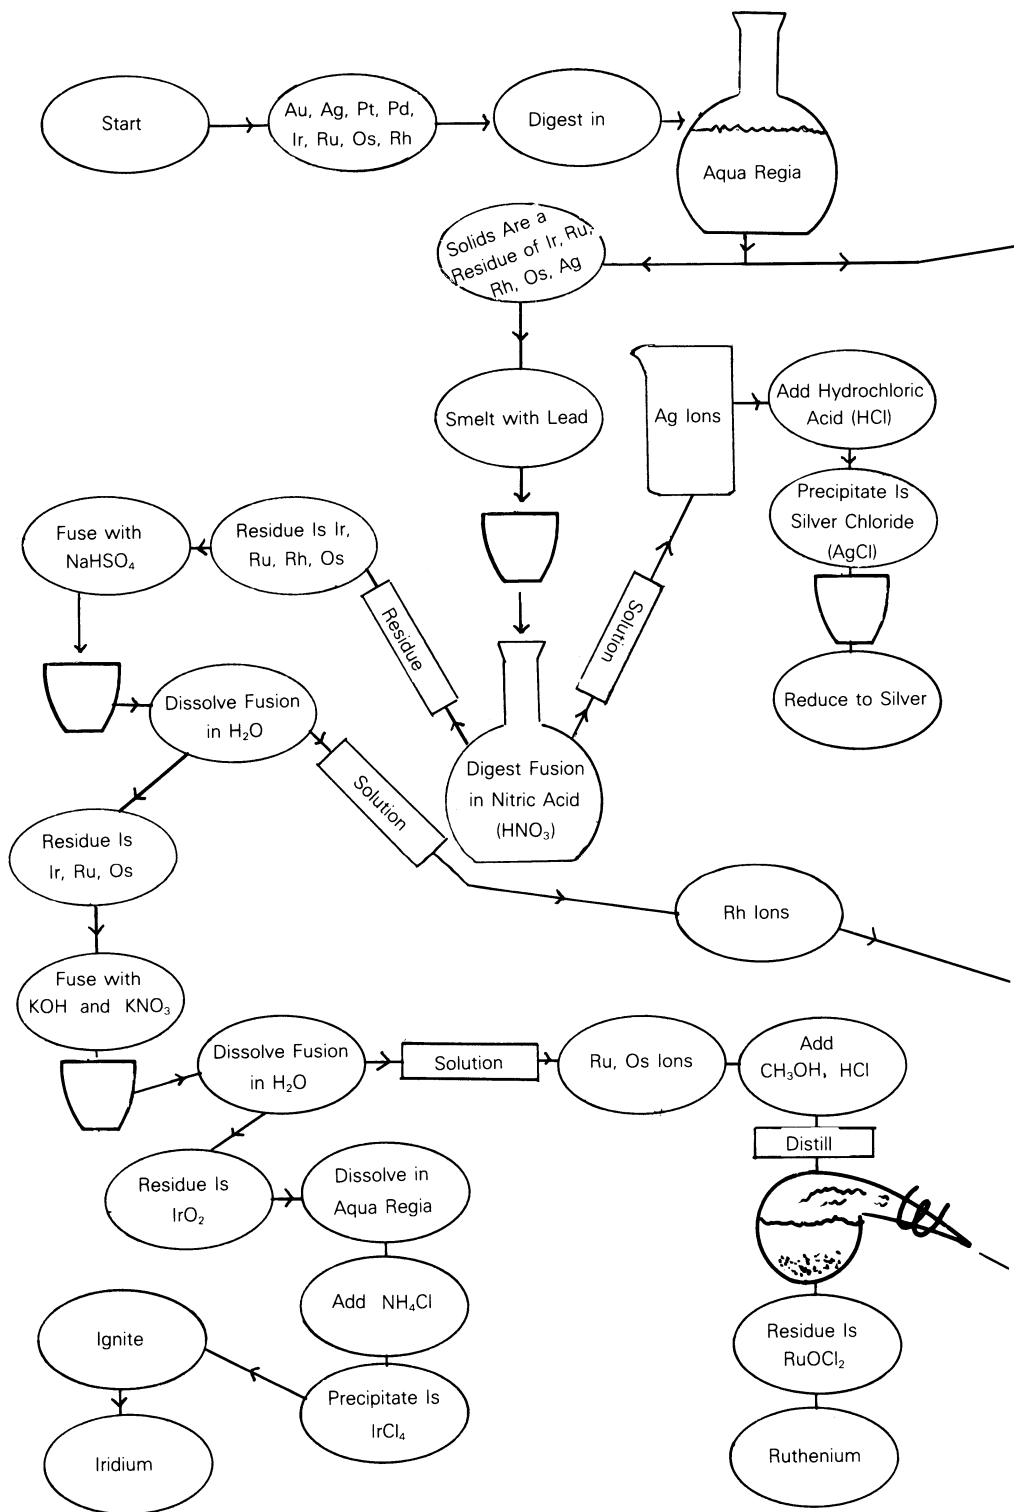 Start
Au, Ag, Pt, Pd,
Ir, Ru, Os, Rh
Digest in
Aqua Regia
Solids Are a
Residue of Ir, Ru,
Rh, Os, Ag
Smelt with Lead
Ag Ions
Add Hydrochloric
Acid (HCl)
Precipitate Is
Silver Chloride
(AgCl)
Reduce to Silver
Fuse with
NaHSO₄
Residue Is Ir,
Ru, Rh, Os
Residue
Solution
Digest Fusion
in Nitric Acid
(HNO₃)
Dissolve Fusion
in H₂O
Solution
Residue Is
Ir, Ru, Os
Rh Ions
Fuse with
KOH and KNO₃
Dissolve Fusion
in H₂O
Solution
Ru, Os Ions
Add
CH₃OH, HCl
Distill
Residue Is
IrO₂
Dissolve in
Aqua Regia
Add NH₄Cl
Precipitate Is
IrCl₄
Ignite
Iridium
Residue Is
RuOCl₂
Ruthenium